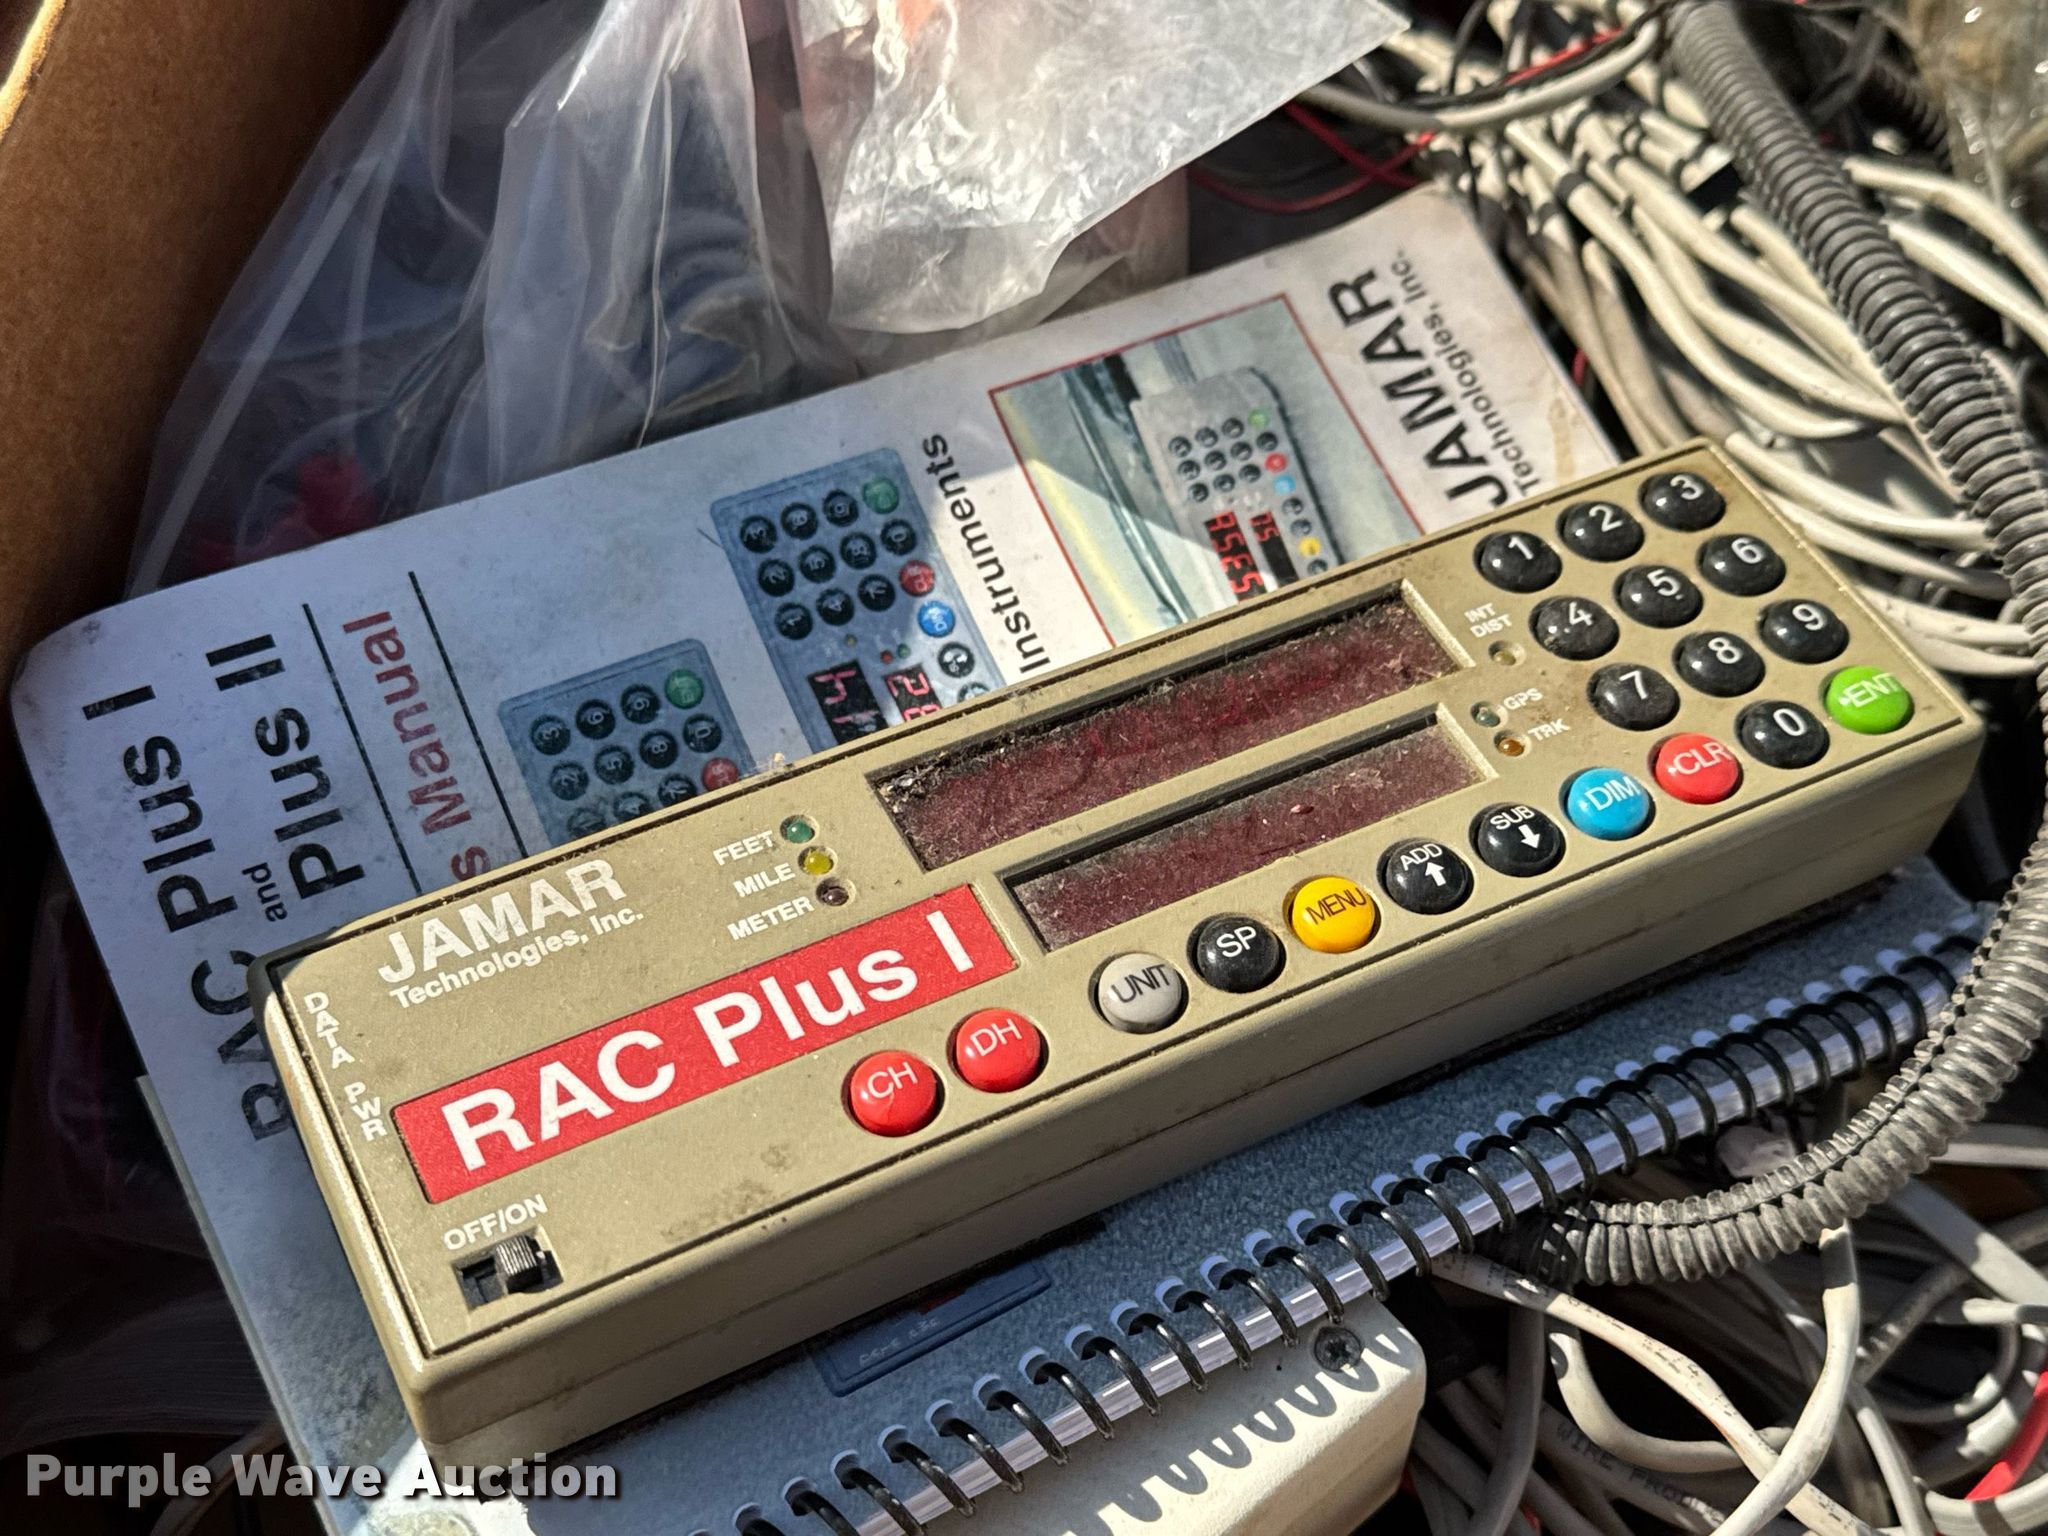 JAMAR
Technologies, Inc.
Instruments
RAC Plus I
and
Plus II
Manual
JAMAR
Technologies, Inc.
DATA PWR
FEET
MILE
METER
RAC Plus I
OFF/ON
CH
DH
UNIT
SP
MENU
ADD
SUB
DIM
CLR
ENT
INT
DIST
GPS
TRK
1 2 3
4 5 6
7 8 9
0
Purple Wave Auction